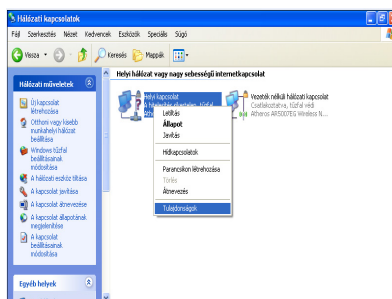 Hálózati kapcsolatok
Fájl Szerkesztés Nézet Kedvencek Eszközök Speciális Súgó
Vissza Keresés Mappák
Hálózati műveletek
Új kapcsolat
létrehozása
Otthoni vagy kisebb
munkahelyi hálózat
beállítása
Windows tűzfal
beállításainak
módosítása
A hálózati eszköz tiltása
A kapcsolat javítása
A kapcsolat átnevezése
A kapcsolat állapotának
megjelenítése
A kapcsolat
beállításainak
módosítása
Egyéb helyek
Helyi hálózat vagy nagy sebességű internetkapcsolat
Helyi kapcsolat
A hitelesítés sikertelen, tűzfal
Letiltás
Állapot
Javítás
Hídkapcsolatok
Parancsikon létrehozása
Törlés
Átnevezés
Tulajdonságok
Vezeték nélküli hálózati kapcsolat
Csatlakoztatva, tűzfal védi
Atheros AR5007EG Wireless N...